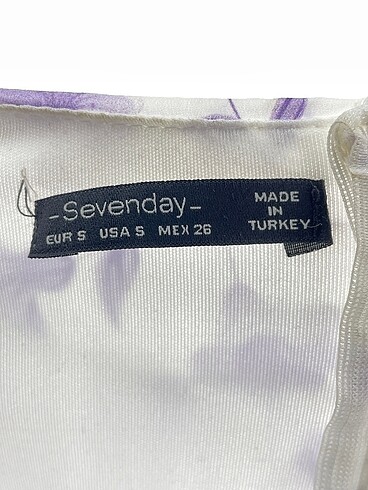 -Sevenday-
EUR S USA S MEX 26
MADE
IN
TURKEY